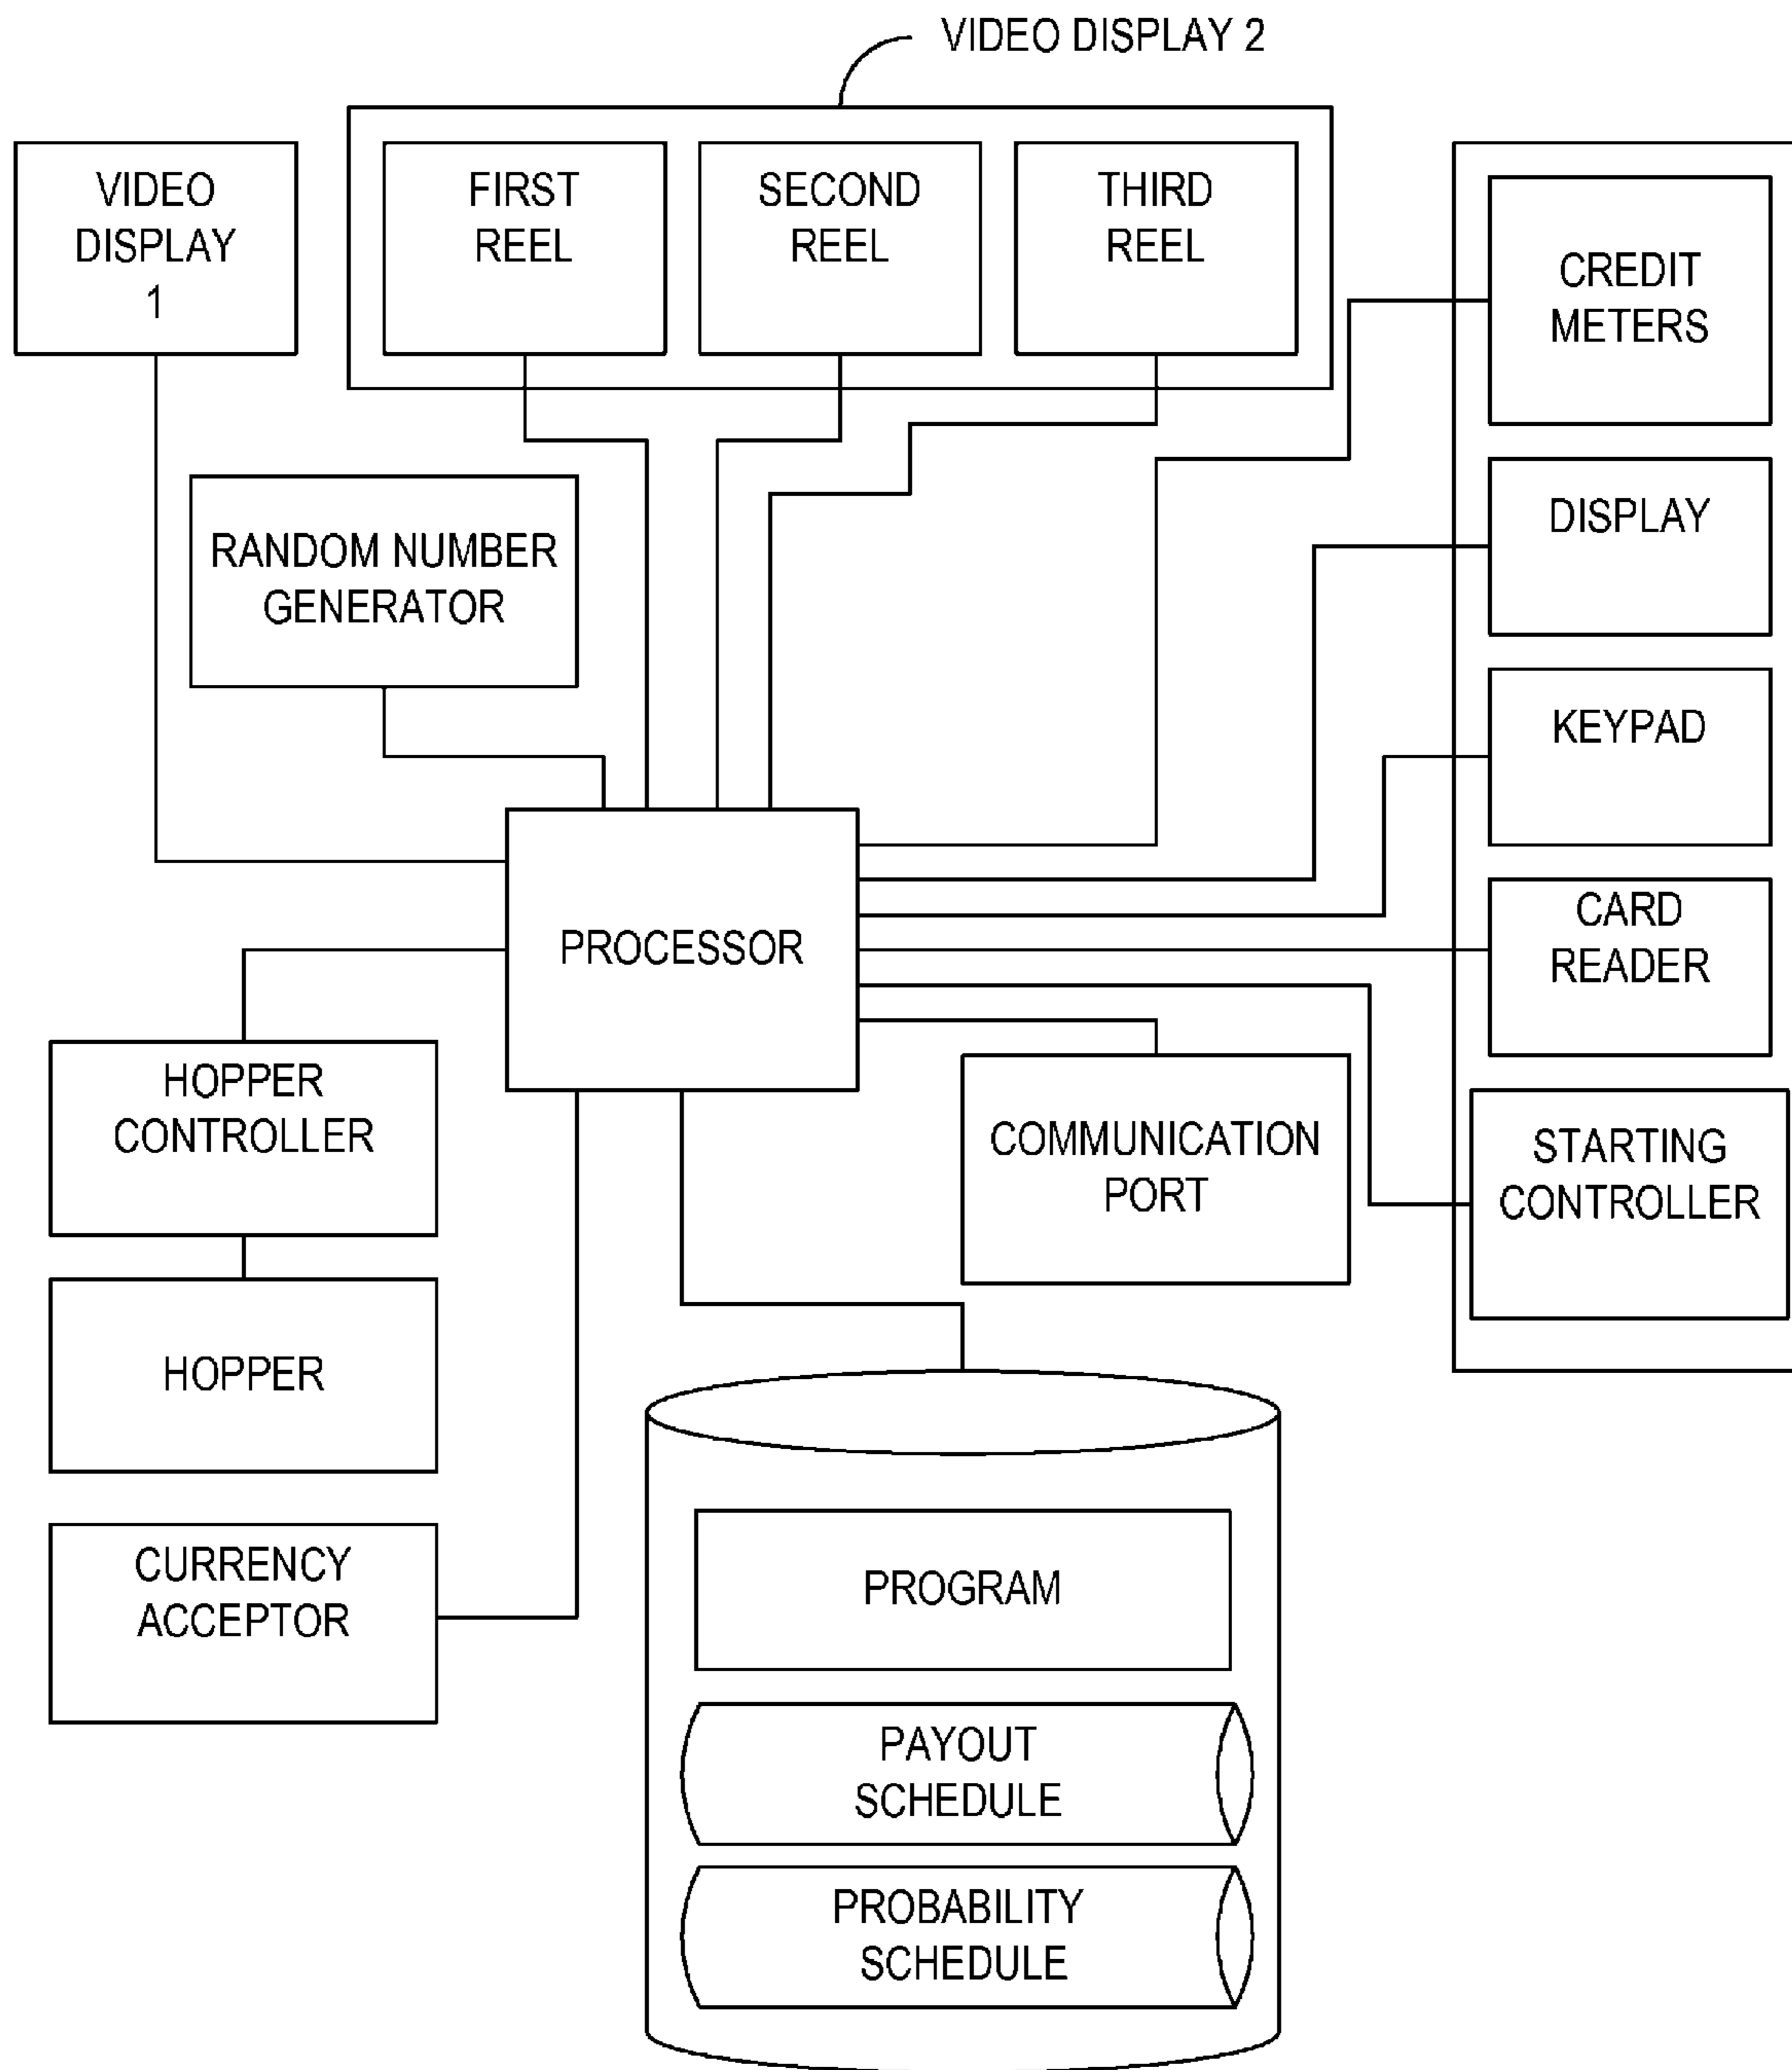 VIDEO DISPLAY 2
VIDEO
DISPLAY
1
FIRST
REEL
SECOND
REEL
THIRD
REEL
CREDIT
METERS
DISPLAY
RANDOM NUMBER
GENERATOR
KEYPAD
PROCESSOR
CARD
READER
HOPPER
CONTROLLER
COMMUNICATION
PORT
STARTING
CONTROLLER
HOPPER
CURRENCY
ACCEPTOR
PROGRAM
PAYOUT
SCHEDULE
PROBABILITY
SCHEDULE